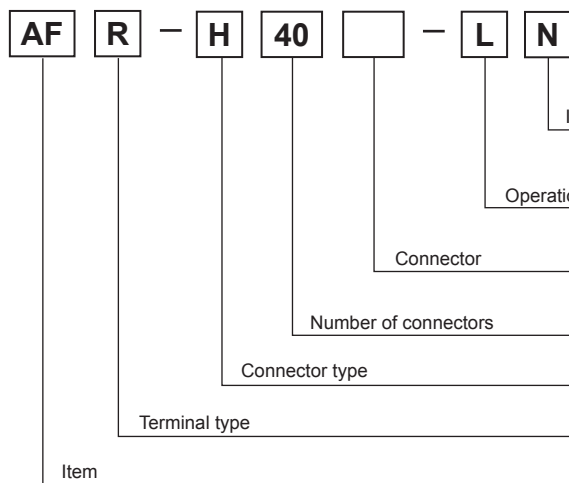 AF R - H 40 - L N
Connector
Number of connectors
Connector type
Terminal type
Item